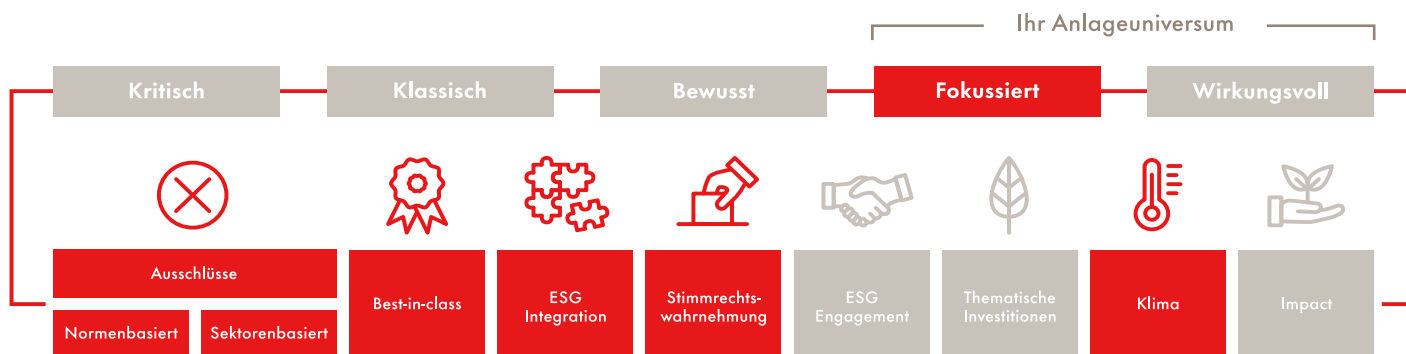 Ihr Anlageuniversum
Kritisch
Klassisch
Bewusst
Fokussiert
Wirkungsvoll
Ausschlüsse
Normenbasiert
Sektorenbasiert
Best-in-class
ESG
Integration
Stimmrechts-
wahrnehmung
ESG
Engagement
Thematische
Investitionen
Klima
Impact